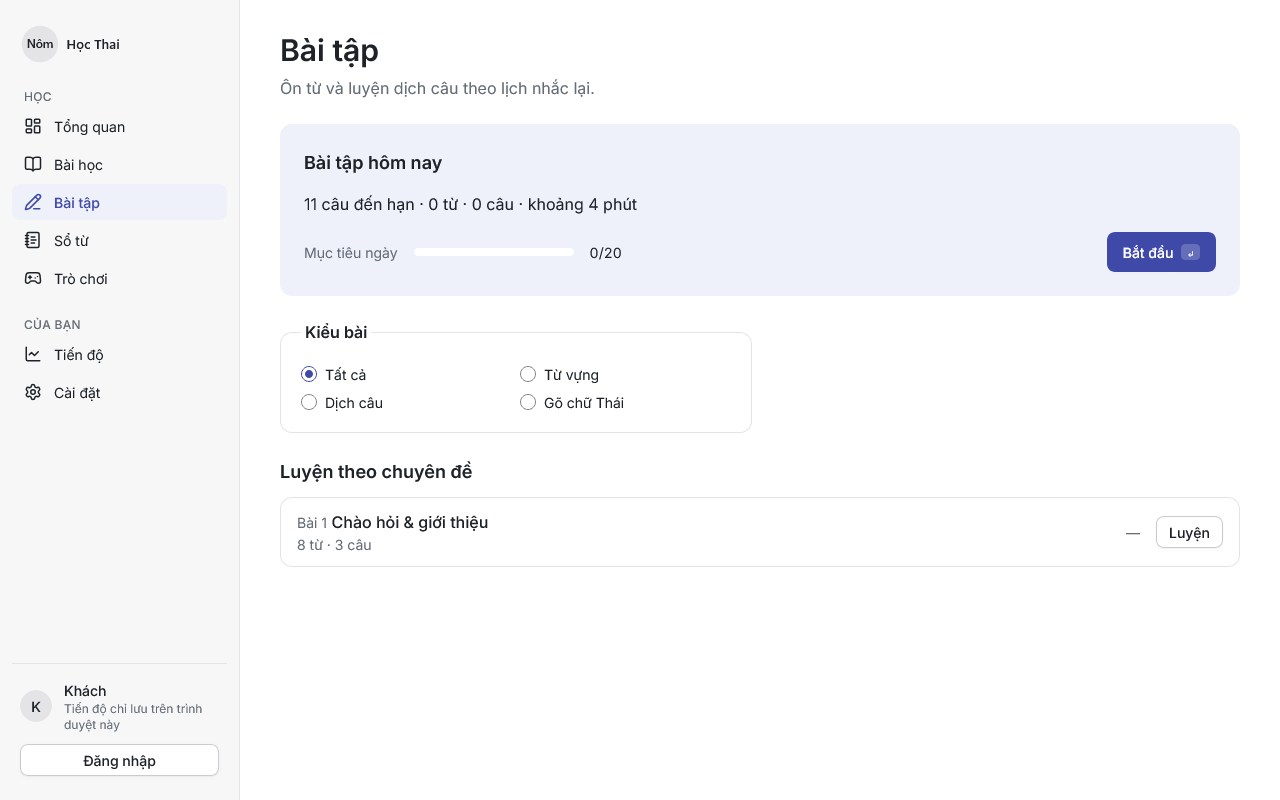 Nôm Học Thai
HỌC
Tổng quan
Bài học
Bài tập
Sổ từ
Trò chơi
CỦA BẠN
Tiến độ
Cài đặt
K
Khách
Tiến độ chỉ lưu trên trình
duyệt này
Đăng nhập
Bài tập
Ôn từ và luyện dịch câu theo lịch nhắc lại.
Bài tập hôm nay
11 câu đến hạn · 0 từ · 0 câu · khoảng 4 phút
Mục tiêu ngày 0/20 Bắt đầu ↲
Kiểu bài
Tất cả Từ vựng
Dịch câu Gõ chữ Thái
Luyện theo chuyên đề
Bài 1 Chào hỏi & giới thiệu
8 từ · 3 câu
— Luyện